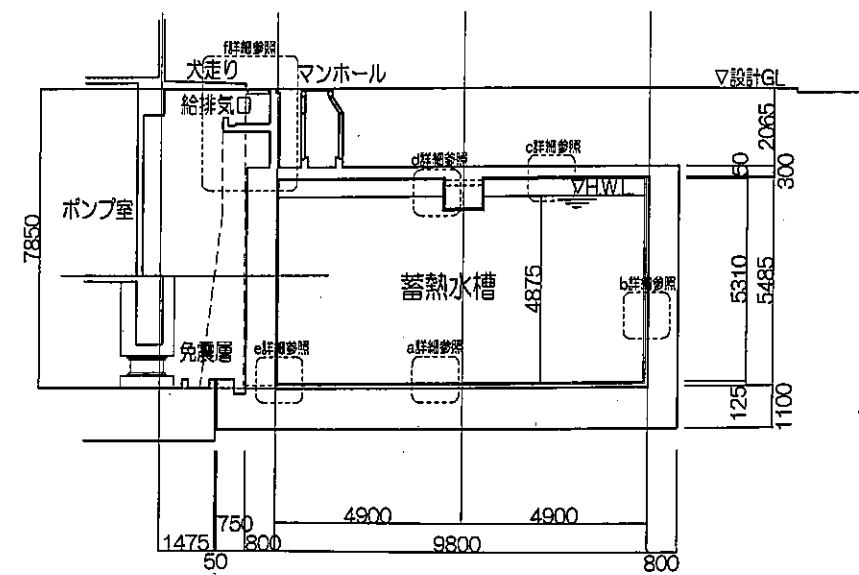 f詳細参照
犬走り
マンホール
▽設計GL
給排気
2065
c詳細参照
d詳細参照
50
300
▽H.W.L
ポンプ室
7850
蓄熱水槽
4875
b詳細参照
5310
5485
免震層
e詳細参照
a詳細参照
125
1100
4900
4900
750
1475
800
9800
800
50